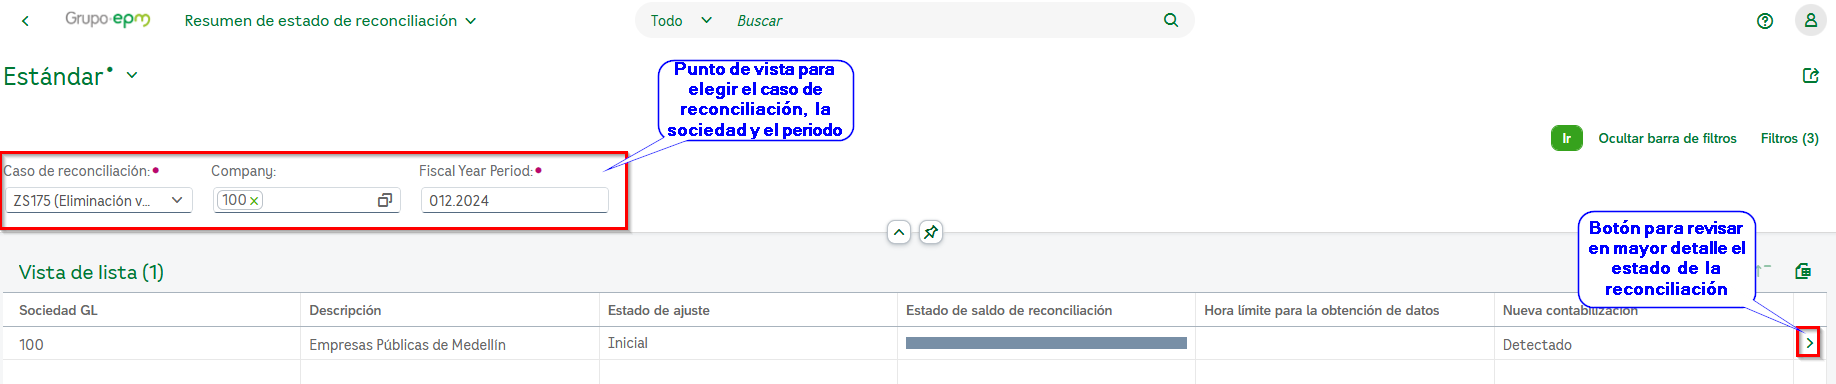 Grupo·epm
Resumen de estado de reconciliación
Todo
Buscar
Estándar
Punto de vista para
elegir el caso de
reconciliación, la
sociedad y el periodo
Ir
Ocultar barra de filtros
Filtros (3)
Caso de reconciliación:
Company:
Fiscal Year Period:
ZS175 (Eliminación v...
100
012.2024
Botón para revisar
en mayor detalle el
estado de la
reconciliación
Vista de lista (1)
Sociedad GL
Descripción
Estado de ajuste
Estado de saldo de reconciliación
Hora límite para la obtención de datos
Nueva contabilización
100
Empresas Públicas de Medellín
Inicial
Detectado